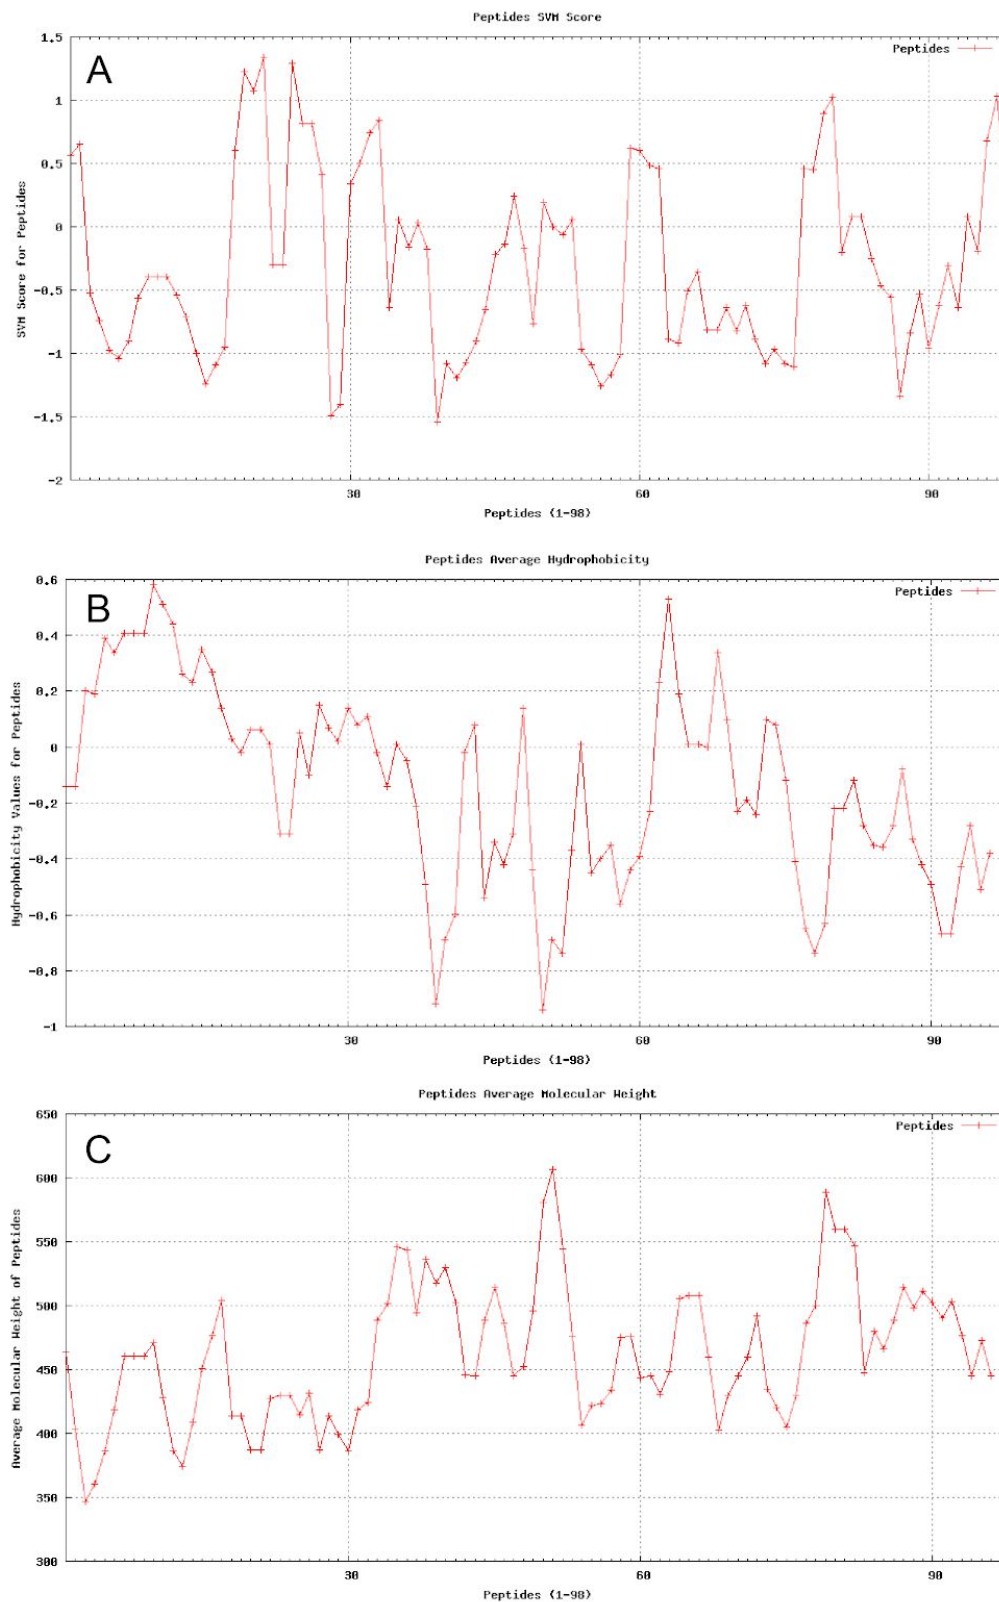 Peptides SVM Score
A
Peptides
1.5
1
0.5
0
-0.5
-1
-1.5
-2
SVM Score for Peptides
30
60
90
Peptides (1-98)
Peptides Average Hydrophobicity
B
Peptides
0.6
0.4
0.2
0
-0.2
-0.4
-0.6
-0.8
-1
Hydrophobicity Values for Peptides
30
60
90
Peptides (1-98)
Peptides Average Molecular Weight
C
Peptides
650
600
550
500
450
400
350
300
Average Molecular Weight of Peptides
30
60
90
Peptides (1-98)